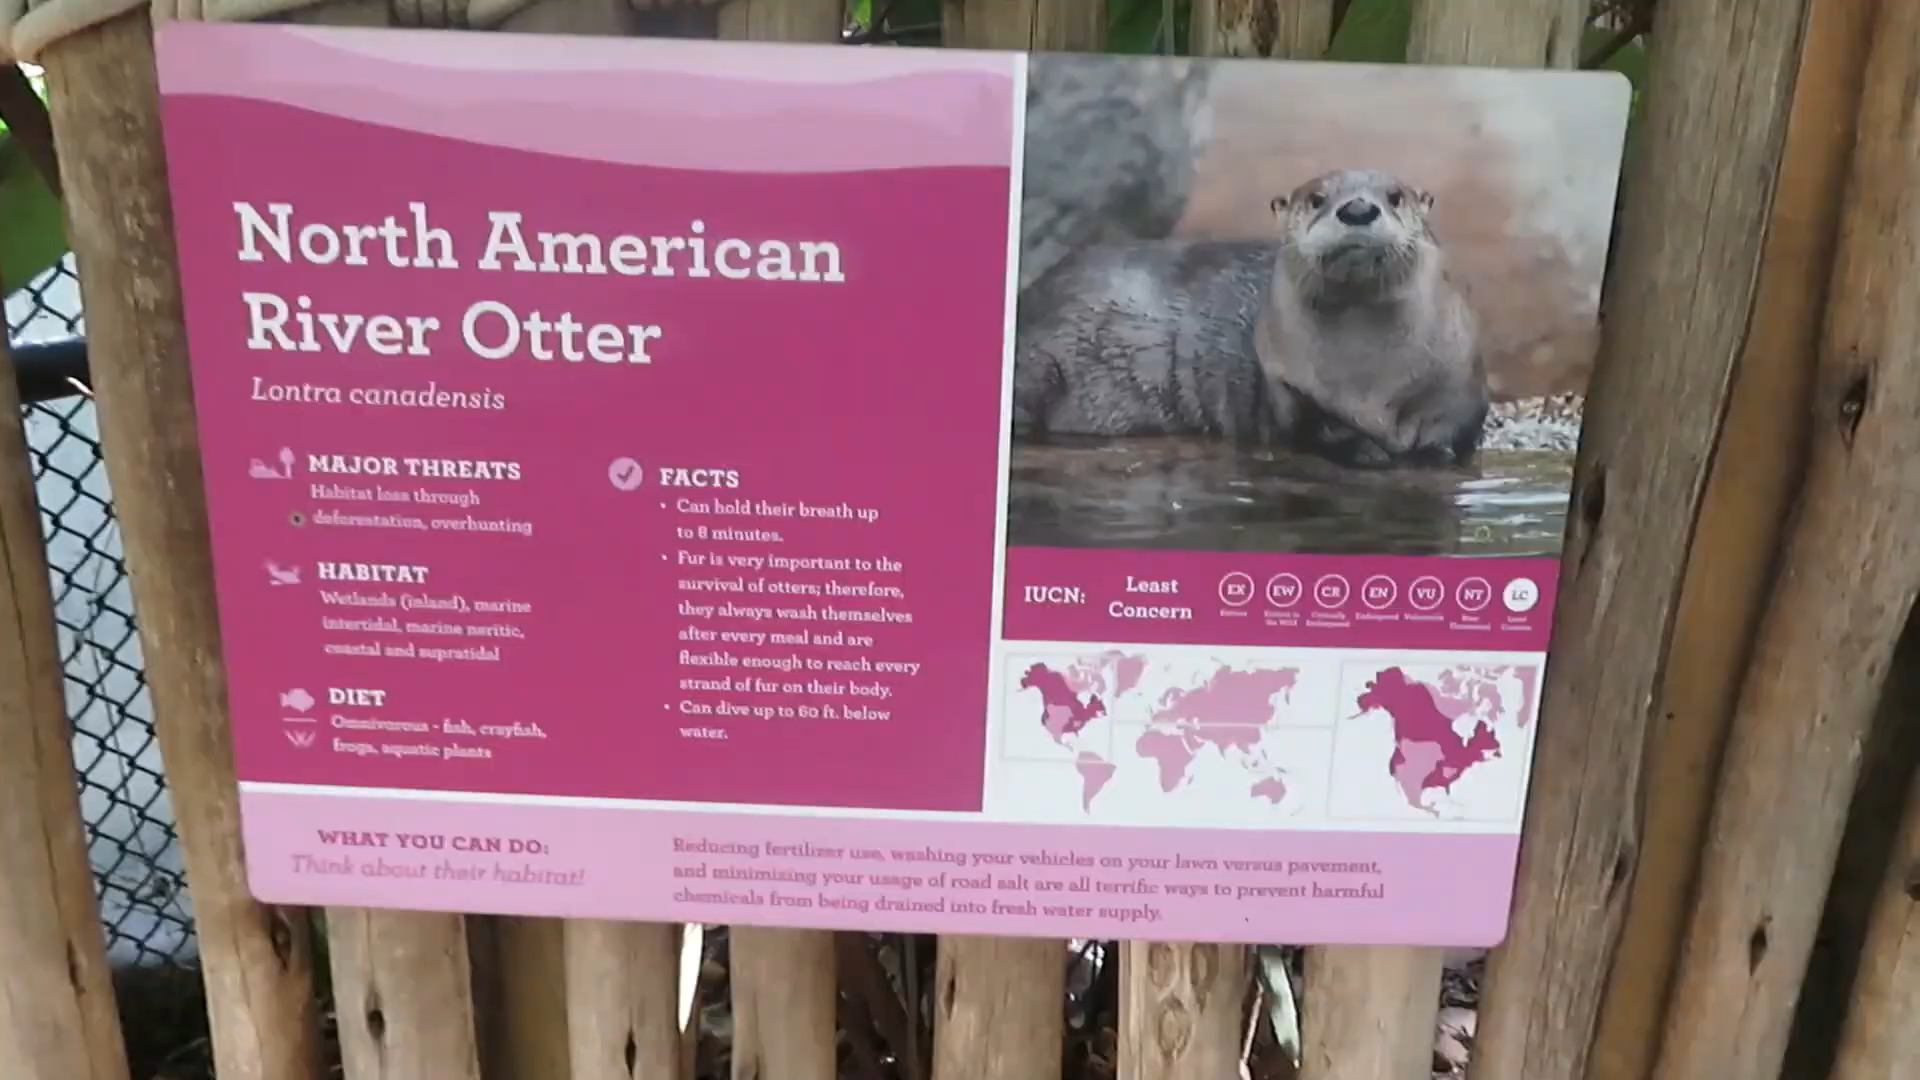 North American
River Otter
Lontra canadensis
MAJOR THREATS
Habitat loss through
deforestation, overhunting
HABITAT
Wetlands (inland), marine
intertidal, marine neritic,
coastal and supratidal
DIET
Omnivorous - fish, crayfish,
frogs, aquatic plants
FACTS
• Can hold their breath up
to 8 minutes.
• Fur is very important to the
survival of otters; therefore,
they always wash themselves
after every meal and are
flexible enough to reach every
strand of fur on their body.
• Can dive up to 60 ft. below
water.
IUCN:
Least
Concern
EX EW CR EN VU NT LC
WHAT YOU CAN DO:
Think about their habitat!
Reducing fertilizer use, washing your vehicles on your lawn versus pavement,
and minimizing your usage of road salt are all terrific ways to prevent harmful
chemicals from being drained into fresh water supply.